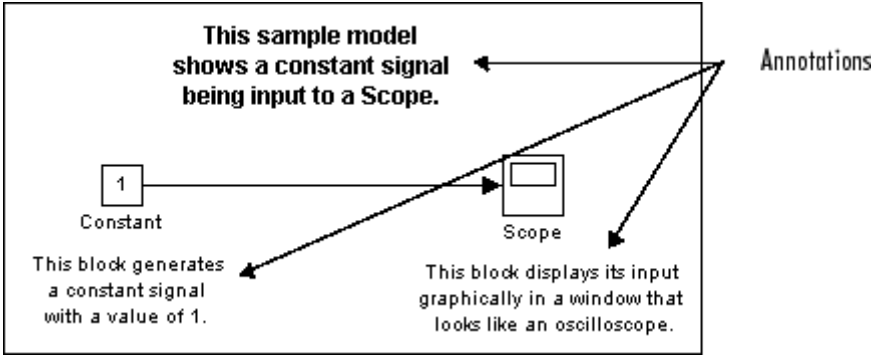 This sample model
shows a constant signal
being input to a Scope.
Annotations
1
Constant
Scope
This block generates
a constant signal
with a value of 1.
This block displays its input
graphically in a window that
looks like an oscilloscope.